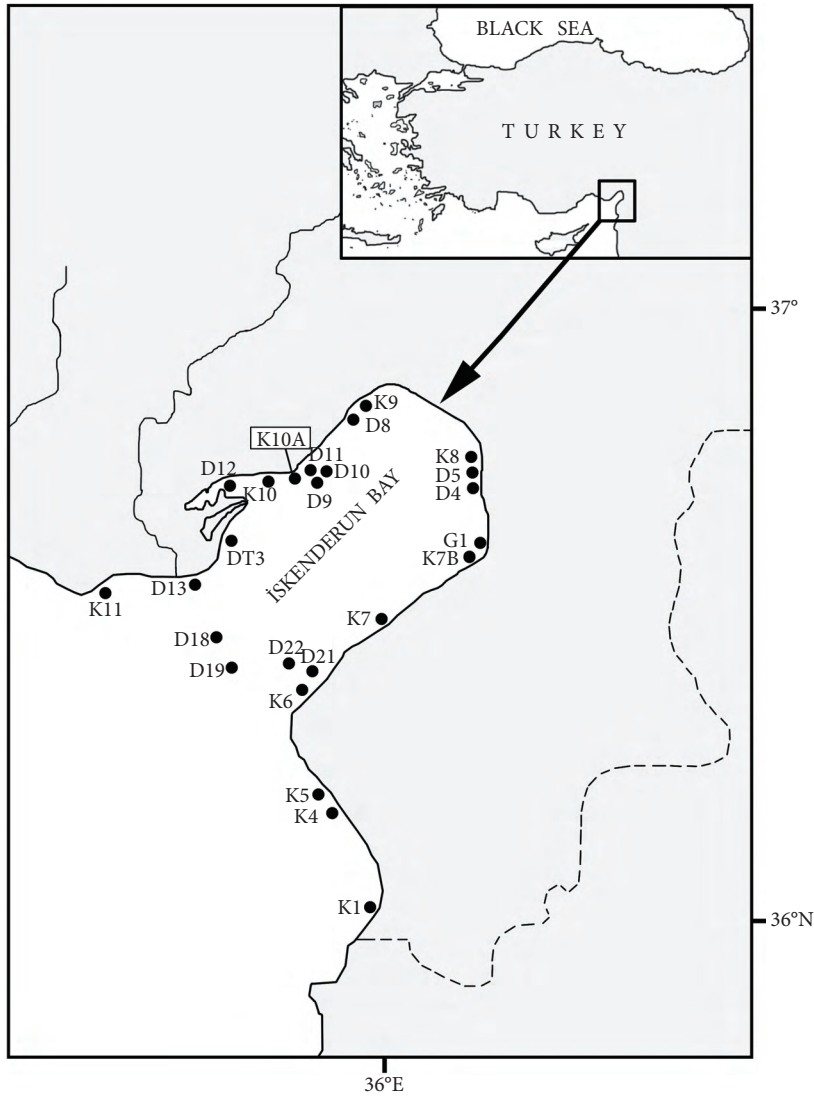 BLACK SEA
TURKEY
37°
K9
D8
K10A
D11
K8
D12
D10
D5
K10
D9
D4
İSKENDERUN BAY
G1
DT3
K7B
D13
K11
K7
D18
D22
D21
D19
K6
K5
K4
K1
36°N
36°E